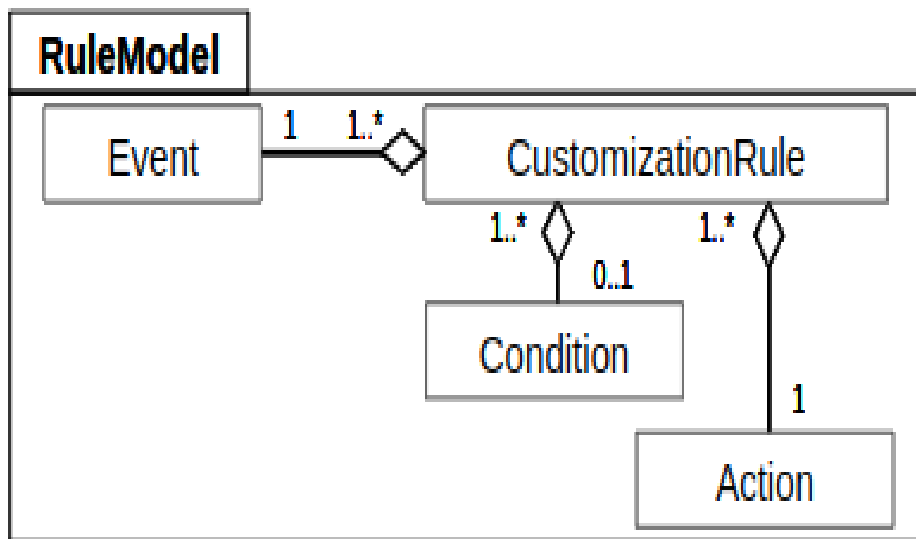 RuleModel
Event
1
1..*
CustomizationRule
1..*
1..*
0..1
Condition
1
Action